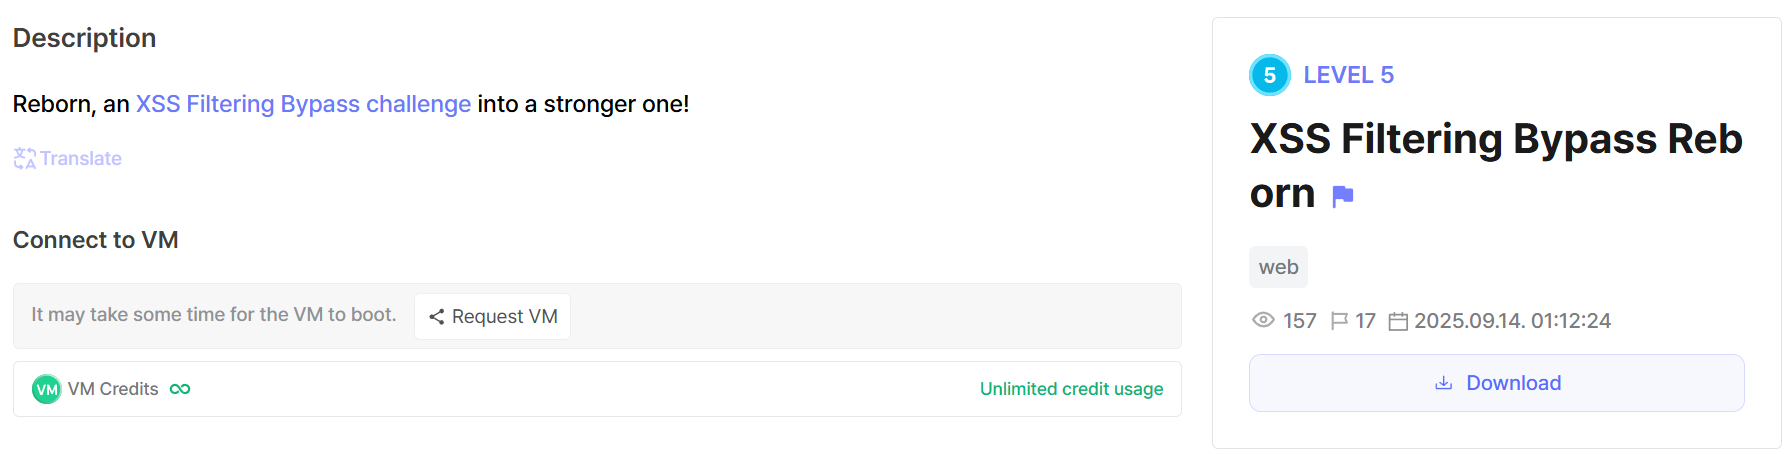 Description
Reborn, an XSS Filtering Bypass challenge into a stronger one!
Translate
Connect to VM
It may take some time for the VM to boot.
Request VM
VM VM Credits
Unlimited credit usage
5 LEVEL 5
XSS Filtering Bypass Reb
orn
web
157 17 2025.09.14. 01:12:24
Download